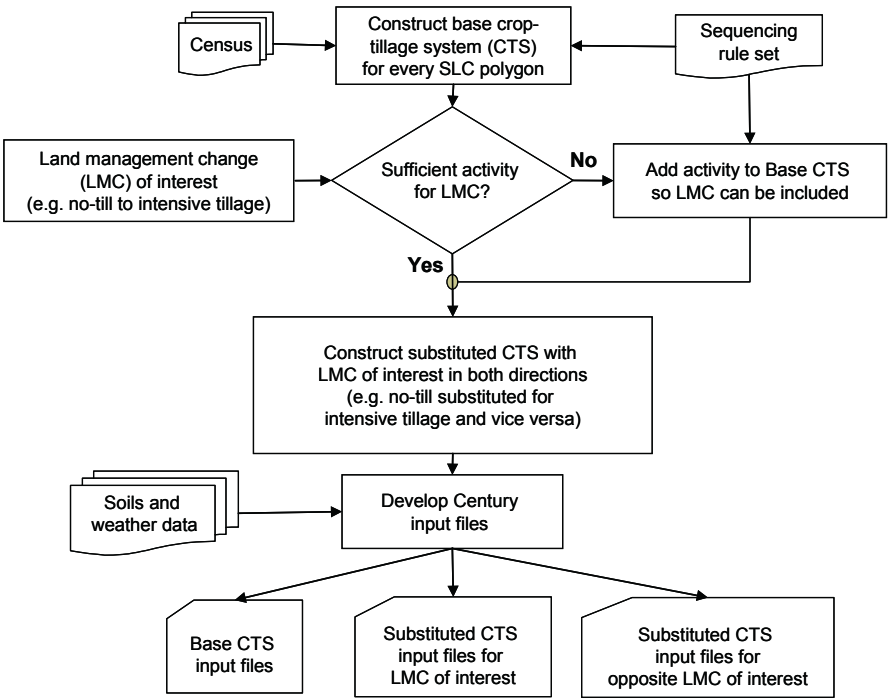 Census
Construct base crop-
tillage system (CTS)
for every SLC polygon
Sequencing
rule set
Land management change
(LMC) of interest
(e.g. no-till to intensive tillage)
Sufficient activity
for LMC?
No
Add activity to Base CTS
so LMC can be included
Yes
Construct substituted CTS with
LMC of interest in both directions
(e.g. no-till substituted for
intensive tillage and vice versa)
Soils and
weather data
Develop Century
input files
Base CTS
input files
Substituted CTS
input files for
LMC of interest
Substituted CTS
input files for
opposite LMC of interest